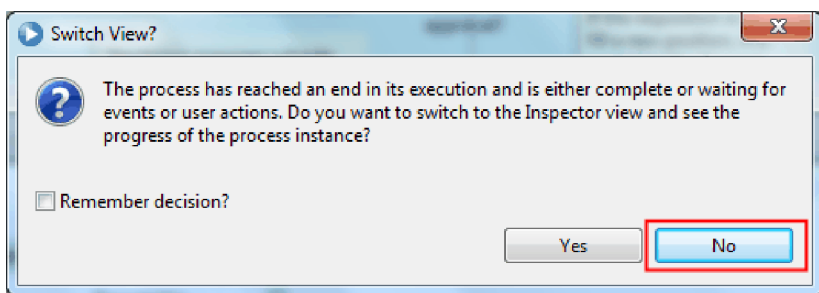 Switch View?
The process has reached an end in its execution and is either complete or waiting for
events or user actions. Do you want to switch to the Inspector view and see the
progress of the process instance?
Remember decision?
Yes No